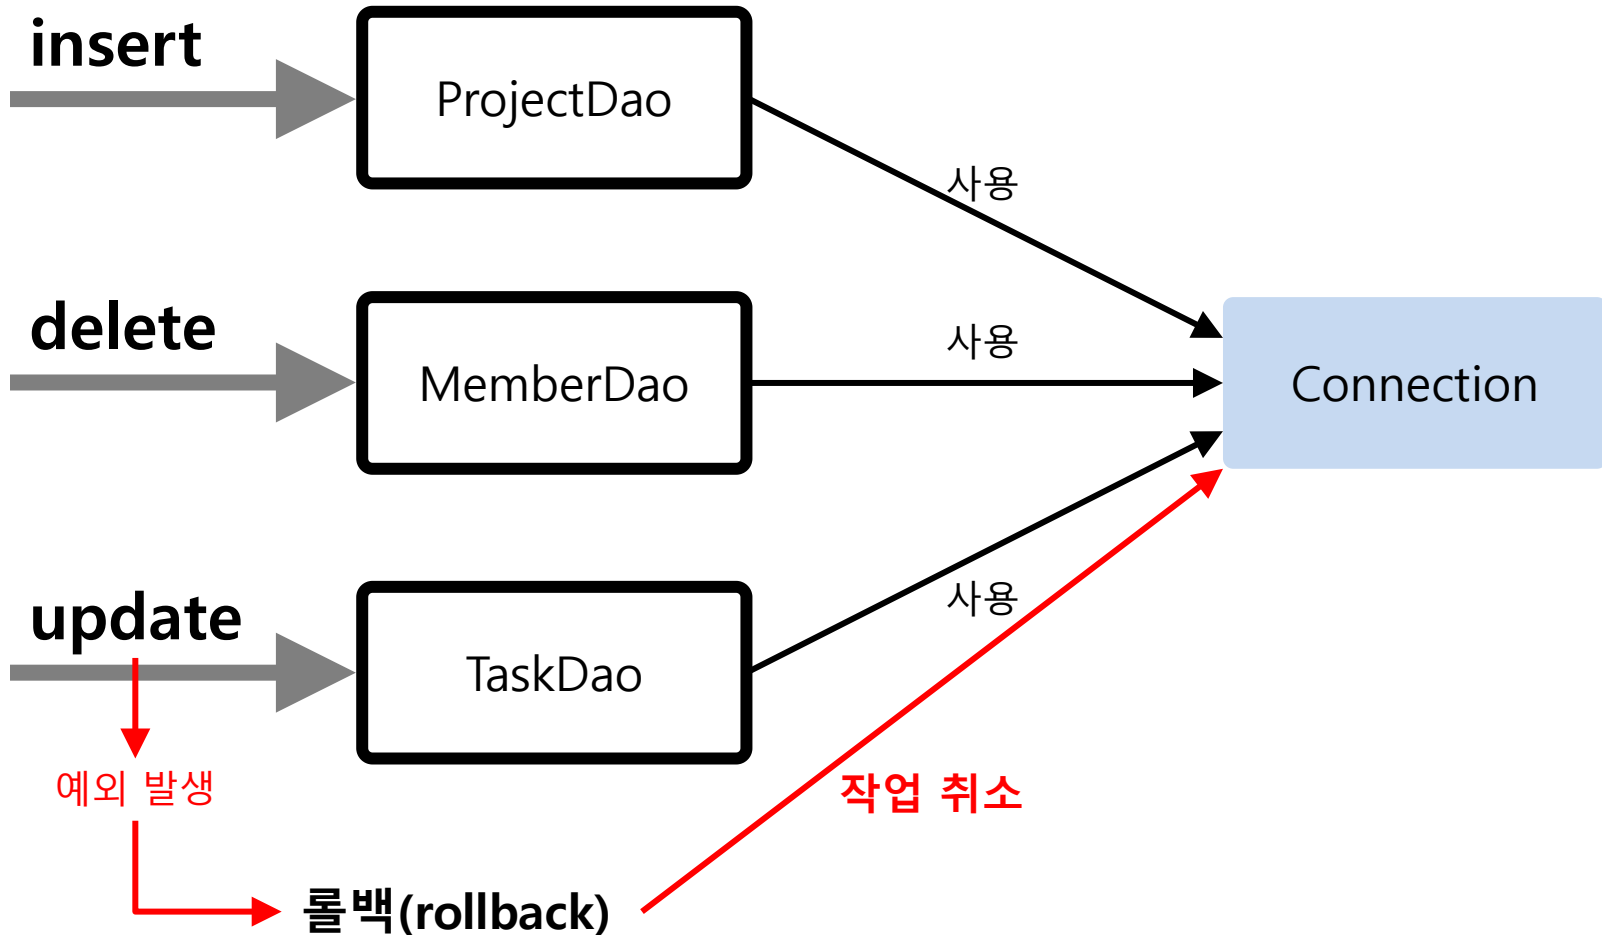 insert
ProjectDao
사용
delete
MemberDao
사용
Connection
update
TaskDao
사용
예외 발생
작업 취소
롤백(rollback)